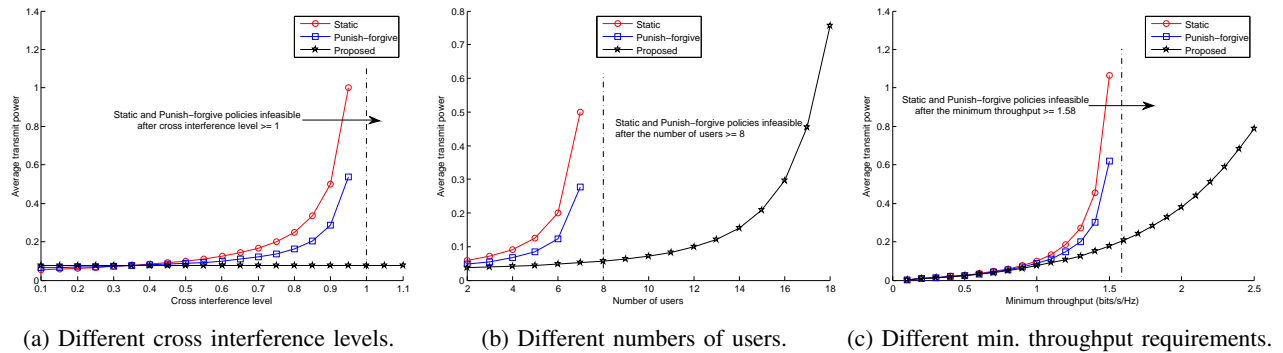 1.4
1.2
1
0.8
0.6
0.4
0.2
0
Average transmit power
Static
Punish-forgive
Proposed
Static and Punish-forgive policies infeasible
after cross interference level >= 1
0.1 0.2 0.3 0.4 0.5 0.6 0.7 0.8 0.9 1.0 1.1
Cross interference level
(a) Different cross interference levels.
0.8
0.7
0.6
0.5
0.4
0.3
0.2
0.1
0
Average transmit power
Static
Punish-forgive
Proposed
Static and Punish-forgive policies infeasible
after the number of users >= 8
2 4 6 8 10 12 14 16 18
Number of users
(b) Different numbers of users.
1.4
1.2
1
0.8
0.6
0.4
0.2
0
Average transmit power
Static
Punish-forgive
Proposed
Static and Punish-forgive policies infeasible
after the minimum throughput >= 1.58
0 0.5 1 1.5 2 2.5
Minimum throughput (bits/s/Hz)
(c) Different min. throughput requirements.